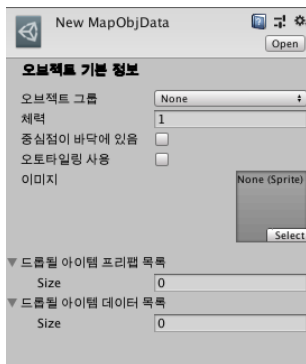 New MapObjData
Open
오브젝트 기본 정보
오브젝트 그룹 None
체력 1
중심점이 바닥에 있음
오토타일링 사용
이미지 None (Sprite)
Select
드롭될 아이템 프리팹 목록
Size 0
드롭될 아이템 데이터 목록
Size 0